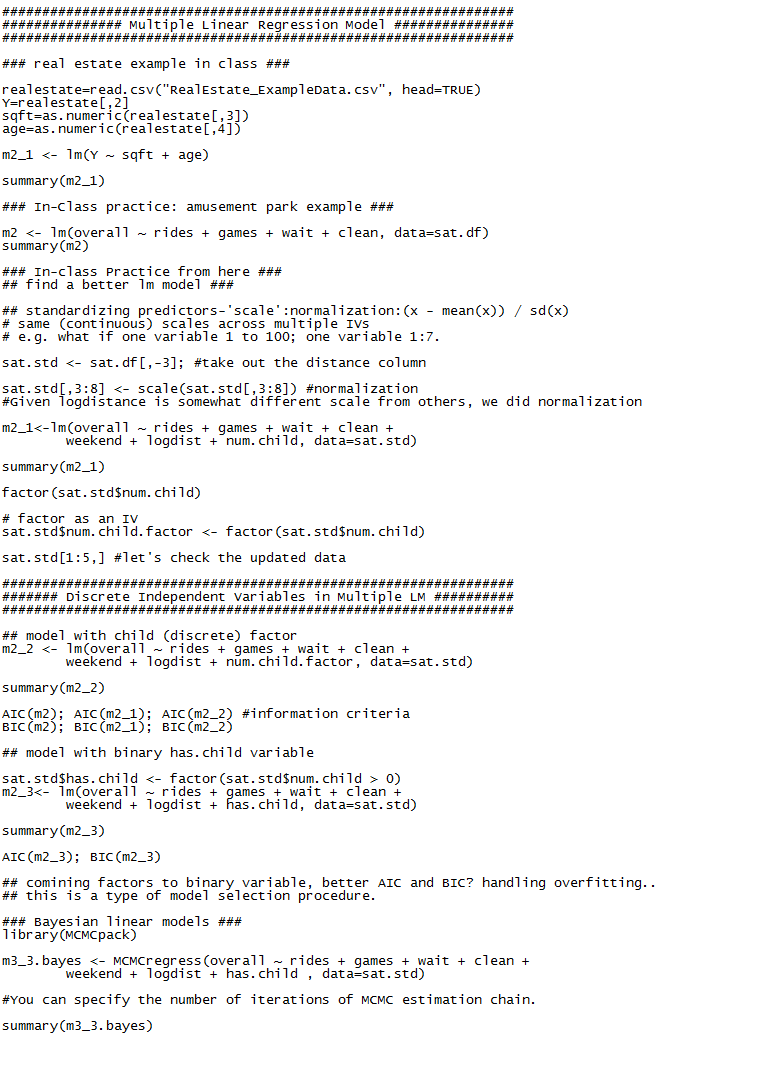 ################################################################
############### Multiple Linear Regression Model ###############
################################################################
### real estate example in class ###
realestate=read.csv("RealEstate_ExampleData.csv", head=TRUE)
Y=realestate[,2]
sqft=as.numeric(realestate[,3])
age=as.numeric(realestate[,4])
m2_1 <- lm(Y ~ sqft + age)
summary(m2_1)
### In-Class practice: amusement park example ###
m2 <- lm(overall ~ rides + games + wait + clean, data=sat.df)
summary(m2)
### In-class Practice from here ###
## find a better lm model ###
## standardizing predictors-'scale':normalization:(x - mean(x)) / sd(x)
# same (continuous) scales across multiple IVs
# e.g. what if one variable 1 to 100; one variable 1:7.
sat.std <- sat.df[,-3]; #take out the distance column
sat.std[,3:8] <- scale(sat.std[,3:8]) #normalization
#Given logdistance is somewhat different scale from others, we did normalization
m2_1<-lm(overall ~ rides + games + wait + clean +
        weekend + logdist + num.child, data=sat.std)
summary(m2_1)
factor(sat.std$num.child)
# factor as an IV
sat.std$num.child.factor <- factor(sat.std$num.child)
sat.std[1:5,] #let's check the updated data
################################################################
####### Discrete Independent Variables in Multiple LM ##########
################################################################
## model with child (discrete) factor
m2_2 <- lm(overall ~ rides + games + wait + clean +
        weekend + logdist + num.child.factor, data=sat.std)
summary(m2_2)
AIC(m2); AIC(m2_1); AIC(m2_2) #information criteria
BIC(m2); BIC(m2_1); BIC(m2_2)
## model with binary has.child variable
sat.std$has.child <- factor(sat.std$num.child > 0)
m2_3<- lm(overall ~ rides + games + wait + clean +
        weekend + logdist + has.child, data=sat.std)
summary(m2_3)
AIC(m2_3); BIC(m2_3)
## comining factors to binary variable, better AIC and BIC? handling overfitting..
## this is a type of model selection procedure.
### Bayesian linear models ###
library(MCMCpack)
m3_3.bayes <- MCMCregress(overall ~ rides + games + wait + clean +
        weekend + logdist + has.child , data=sat.std)
#You can specify the number of iterations of MCMC estimation chain.
summary(m3_3.bayes)